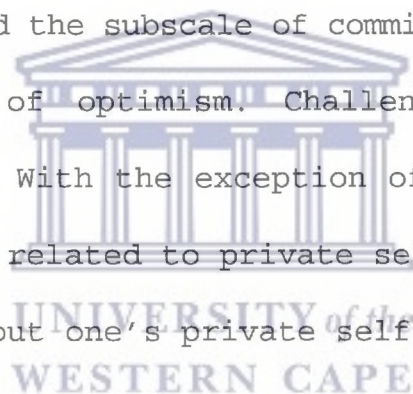 d the subscale of commi
of optimism. Challen
With the exception of
related to private se
UNIVERSITY of the
out one's private self
WESTERN CAPE